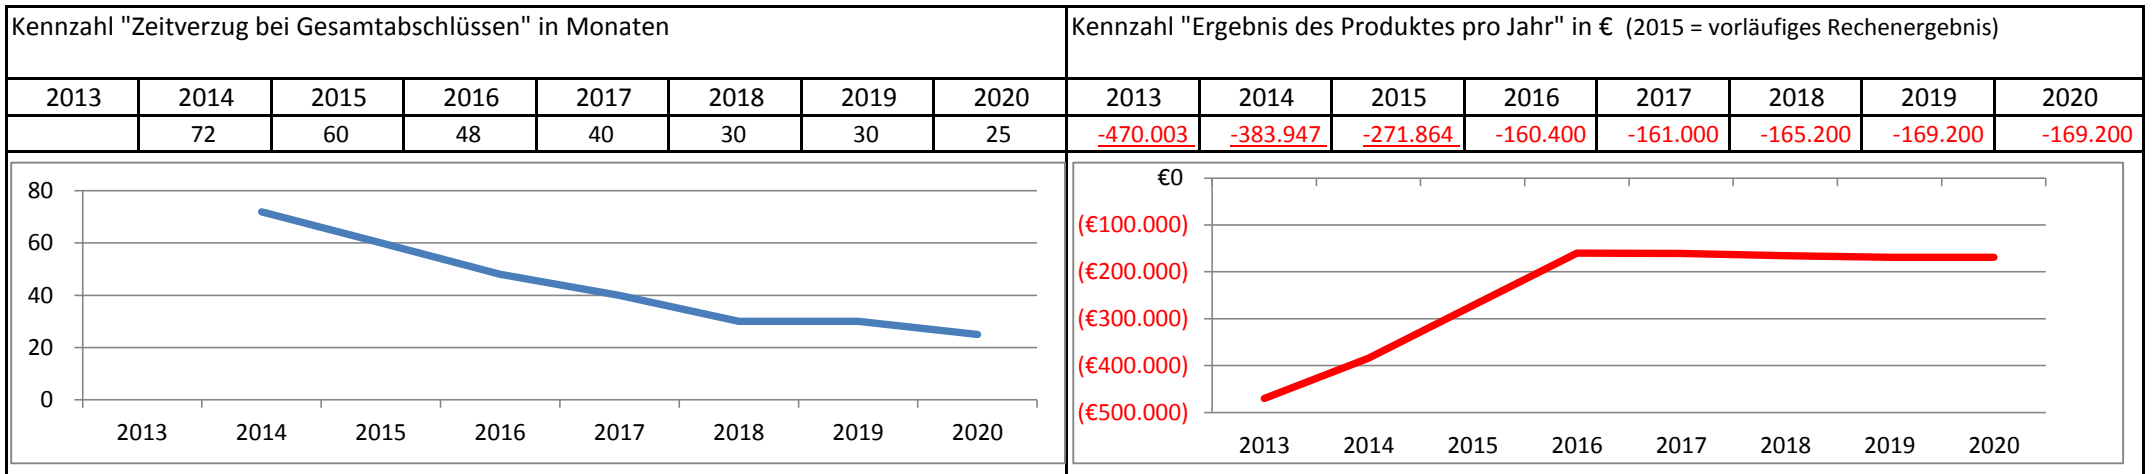 Kennzahl "Zeitverzug bei Gesamtabschlüssen" in Monaten
2013 2014 2015 2016 2017 2018 2019 2020
72 60 48 40 30 30 25
80
60
40
20
0
2013 2014 2015 2016 2017 2018 2019 2020
Kennzahl "Ergebnis des Produktes pro Jahr" in € (2015 = vorläufiges Rechenergebnis)
2013 2014 2015 2016 2017 2018 2019 2020
-470.003 -383.947 -271.864 -160.400 -161.000 -165.200 -169.200 -169.200
€0
(€100.000)
(€200.000)
(€300.000)
(€400.000)
(€500.000)
2013 2014 2015 2016 2017 2018 2019 2020